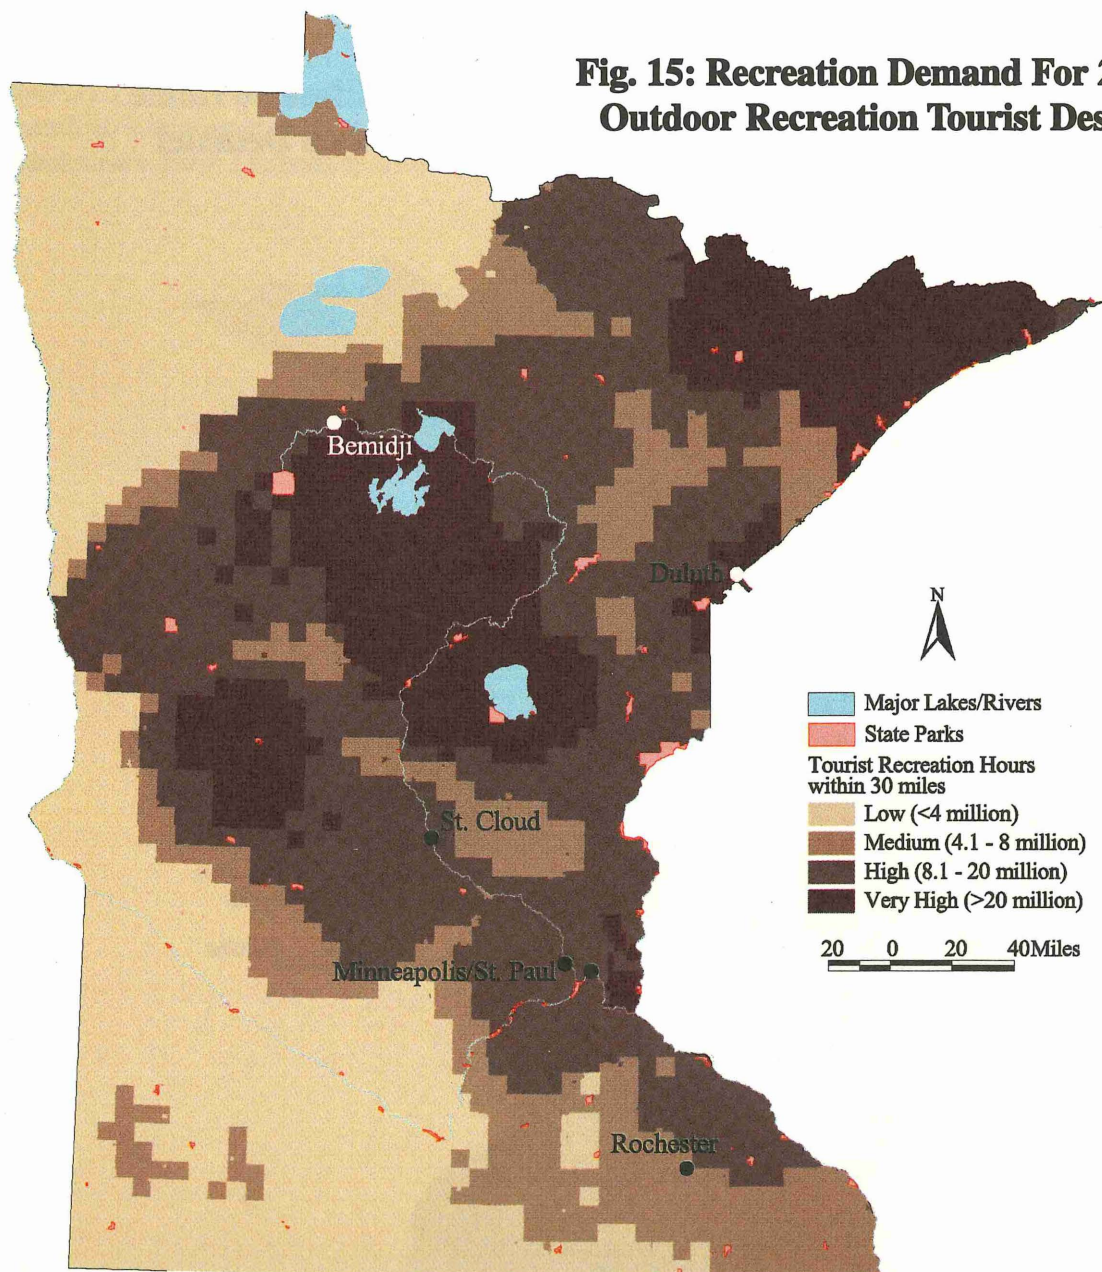 Fig. 15: Recreation Demand For 2
Outdoor Recreation Tourist Des
Bemidji
Duluth
N
Major Lakes/Rivers
State Parks
Tourist Recreation Hours
within 30 miles
Low (<4 million)
Medium (4.1 - 8 million)
High (8.1 - 20 million)
Very High (>20 million)
St. Cloud
20 0 20 40Miles
Minneapolis/St. Paul
Rochester